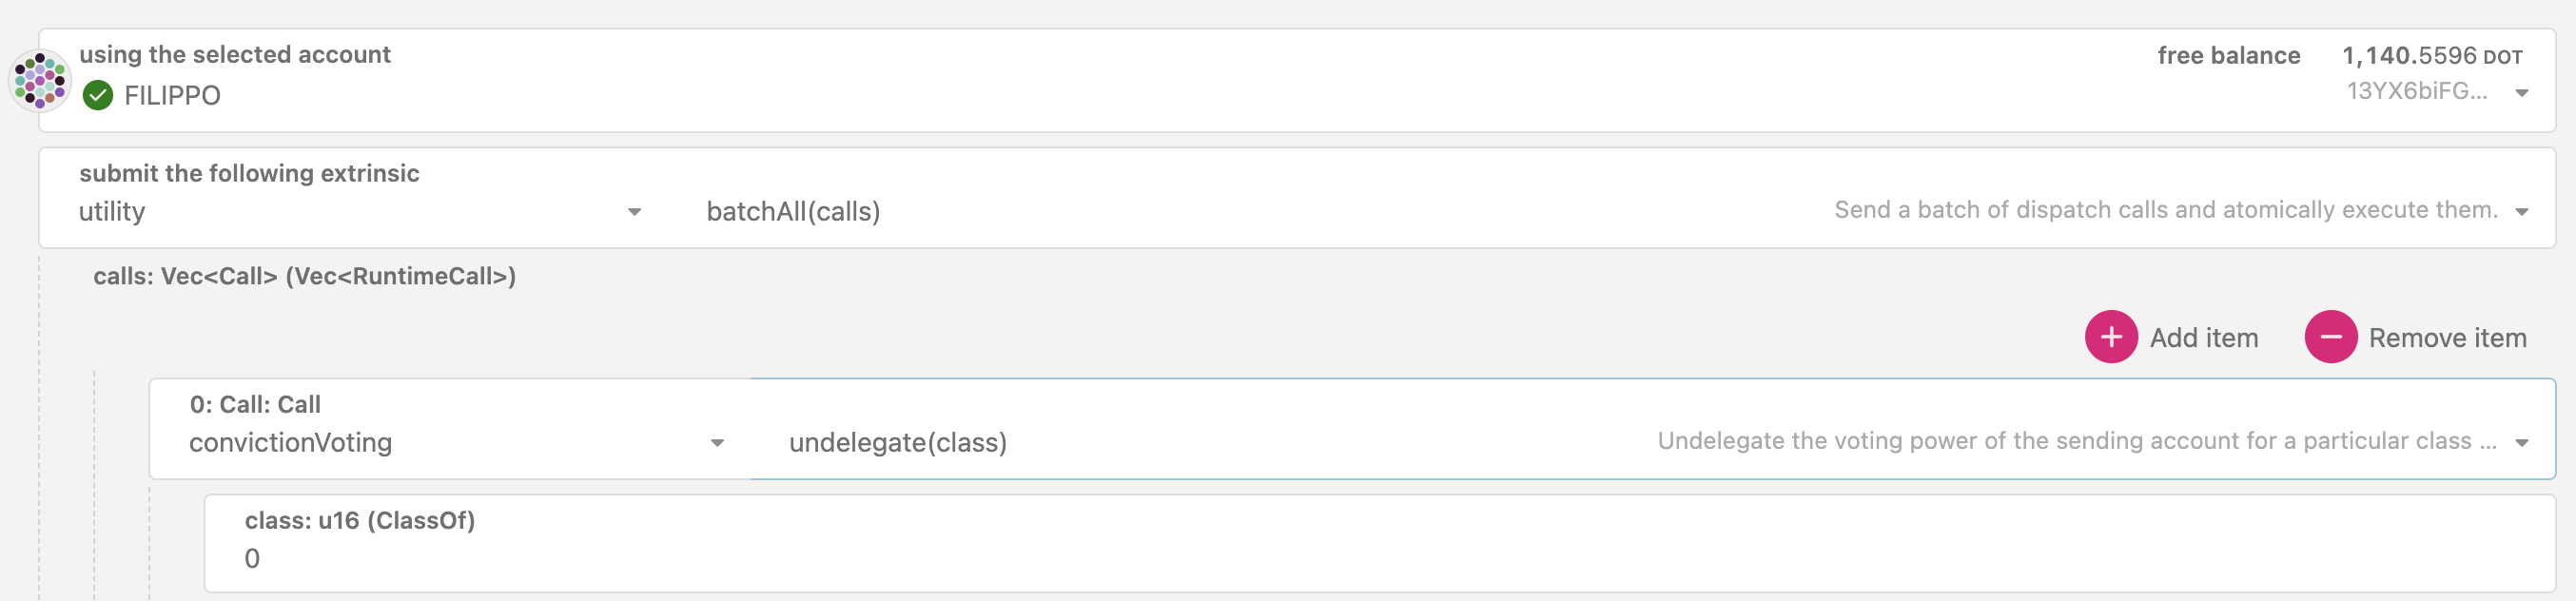 using the selected account
free balance 1,140.5596 DOT
FILIPPO
13YX6biFG...
submit the following extrinsic
utility
batchAll(calls)
Send a batch of dispatch calls and atomically execute them.
calls: Vec<Call> (Vec<RuntimeCall>)
Add item
Remove item
0: Call: Call
convictionVoting
undelegate(class)
Undelegate the voting power of the sending account for a particular class ...
class: u16 (ClassOf)
0